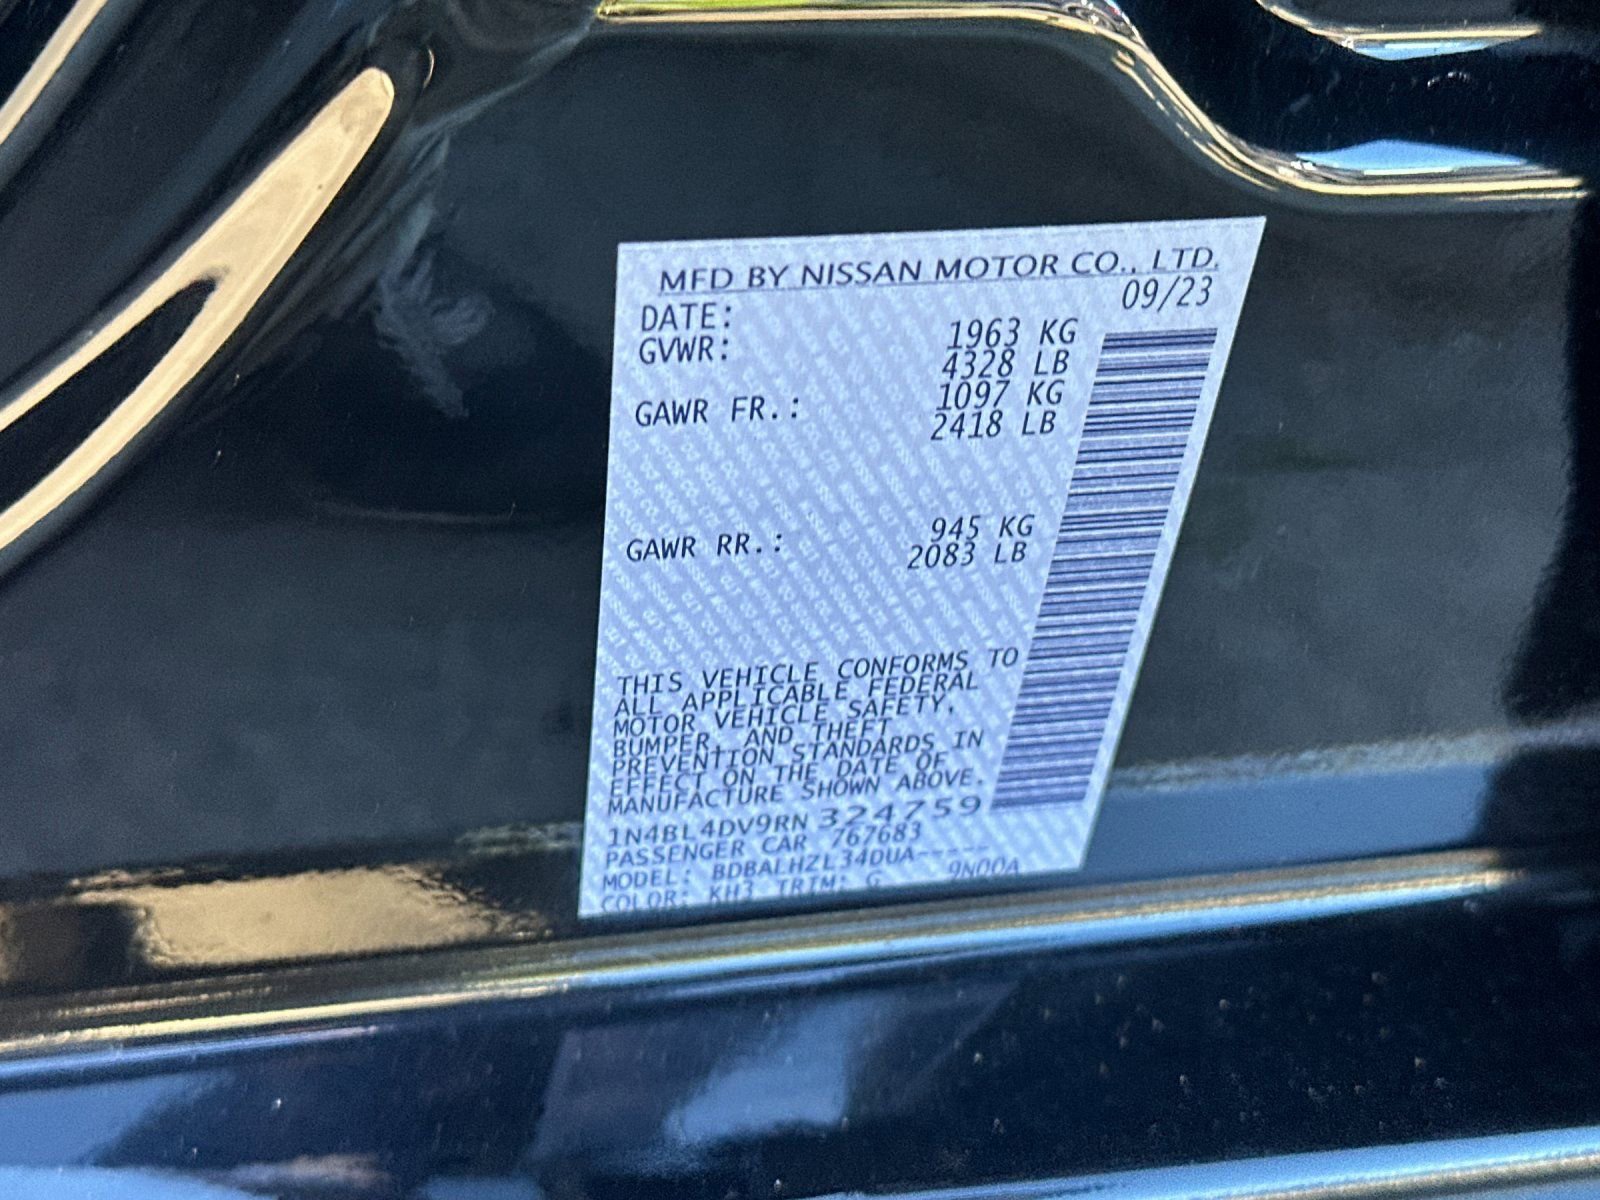 MFD BY NISSAN MOTOR CO., LTD.
DATE: 09/23
GVWR: 1963 KG
4328 LB
GAWR FR.: 1097 KG
2418 LB
GAWR RR.: 945 KG
2083 LB
THIS VEHICLE CONFORMS TO
ALL APPLICABLE FEDERAL
MOTOR VEHICLE SAFETY,
BUMPER, AND THEFT
PREVENTION STANDARDS IN
EFFECT ON THE DATE OF
MANUFACTURE SHOWN ABOVE.
1N4BL4DV9RN 324759
PASSENGER CAR 767683
MODEL: BDBALHZL34DUA-----
COLOR: KH3 TRIM: G 9N00A